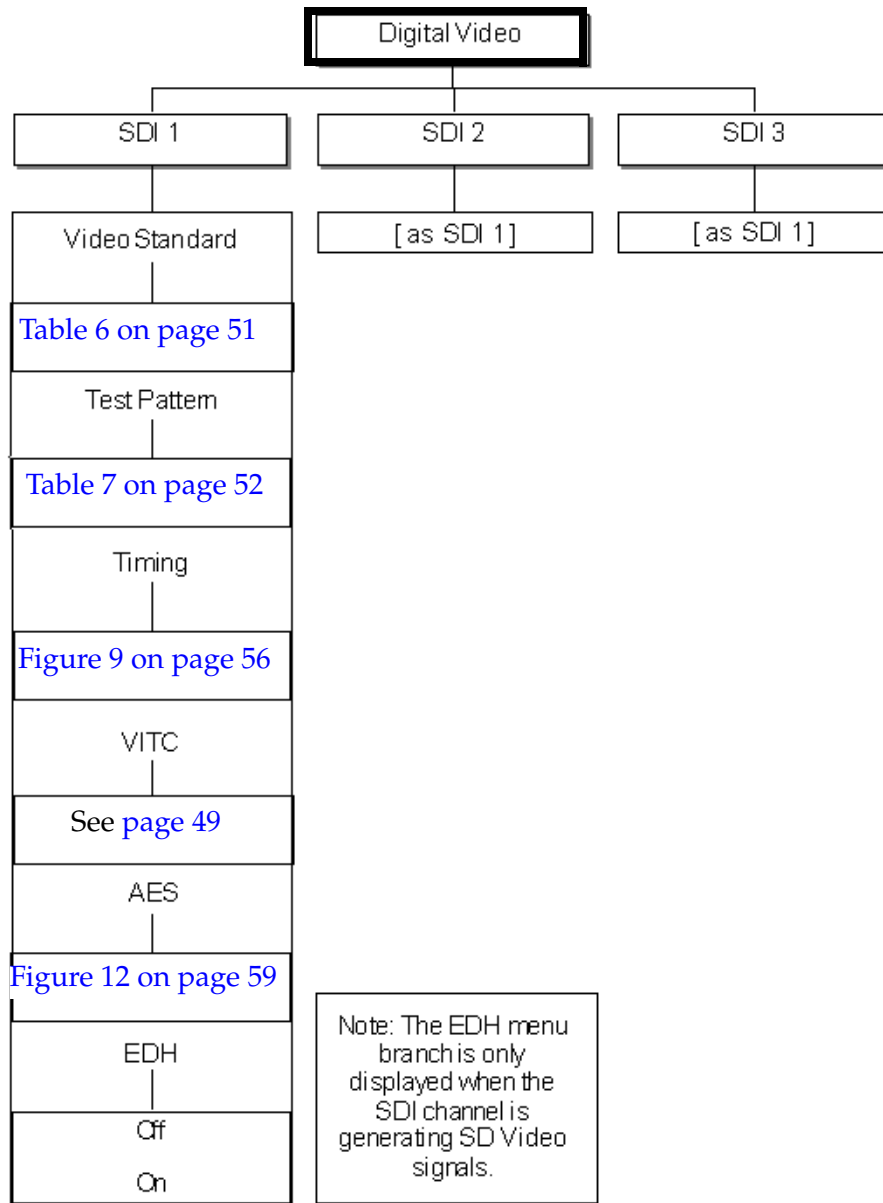 Digital Video
SDI 1
SDI 2
SDI 3
Video Standard
[as SDI 1]
[as SDI 1]
Table 6 on page 51
Test Pattern
Table 7 on page 52
Timing
Figure 9 on page 56
VITC
See page 49
AES
Figure 12 on page 59
EDH
Off
On
Note: The EDH menu
branch is only
displayed when the
SDI channel is
generating SD Video
signals.